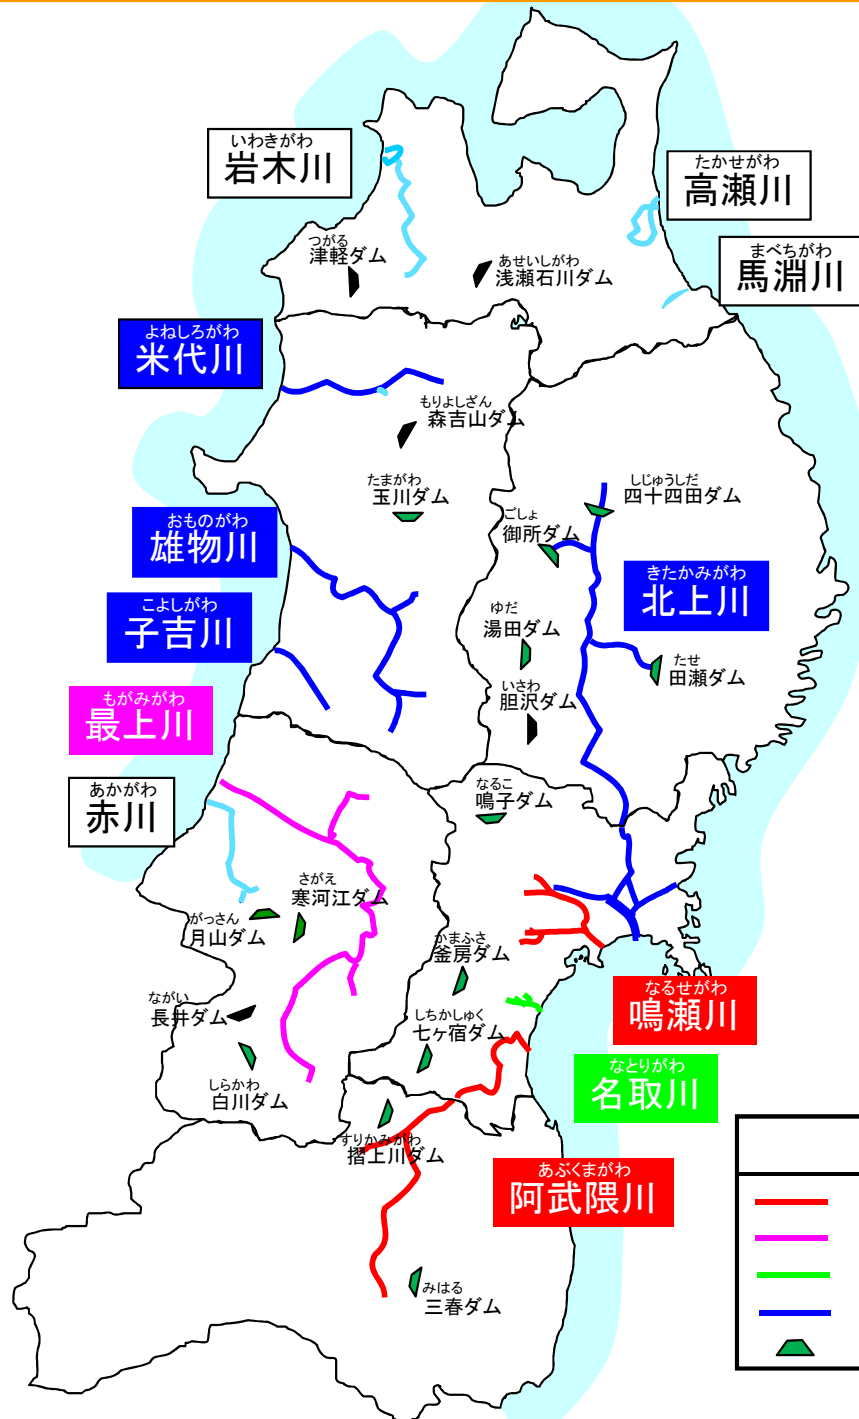 いわきがわ
岩木川
たかせがわ
高瀬川
まべちがわ
馬淵川
つがる
津軽ダム
あせいしがわ
浅瀬石川ダム
よねしろがわ
米代川
もりよしざん
森吉山ダム
たまがわ
玉川ダム
しじゅうしだ
四十四田ダム
ごしょ
御所ダム
おものがわ
雄物川
きたかみがわ
北上川
こよしがわ
子吉川
ゆだ
湯田ダム
たせ
田瀬ダム
いさわ
胆沢ダム
もがみがわ
最上川
あかがわ
赤川
なるこ
鳴子ダム
さがえ
寒河江ダム
がっさん
月山ダム
かまふさ
釜房ダム
ながい
長井ダム
しちかしゅく
七ヶ宿ダム
なるせがわ
鳴瀬川
なとりがわ
名取川
しらかわ
白川ダム
すりかみがわ
摺上川ダム
あぶくまがわ
阿武隈川
みはる
三春ダム